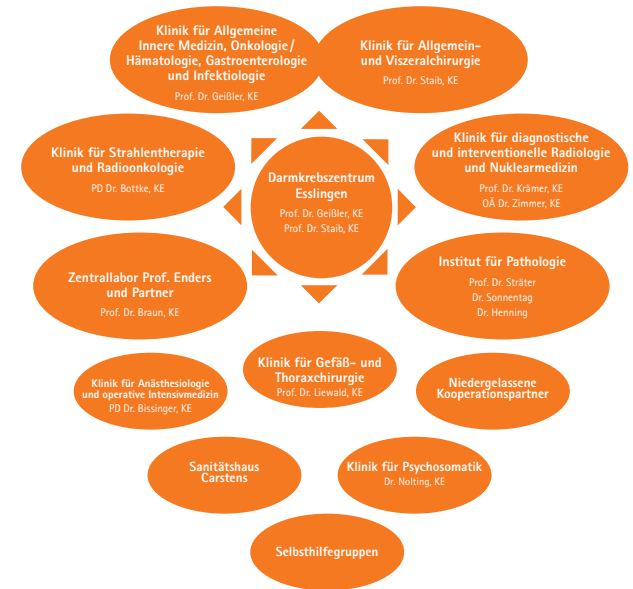 Klinik für Allgemeine
Innere Medizin, Onkologie/
Hämatologie, Gastroenterologie
und Infektiologie
Prof. Dr. Geißler, KE
Klinik für Allgemein-
und Viszeralchirurgie
Prof. Dr. Staib, KE
Klinik für Strahlentherapie
und Radioonkologie
PD Dr. Bottke, KE
Darmkrebszentrum
Esslingen
Prof. Dr. Geißler, KE
Prof. Dr. Staib, KE
Klinik für diagnostische
und interventionelle Radiologie
und Nuklearmedizin
Prof. Dr. Krämer, KE
OÄ Dr. Zimmer, KE
Zentrallabor Prof. Enders
und Partner
Prof. Dr. Braun, KE
Institut für Pathologie
Prof. Dr. Sträter
Dr. Sonnentag
Dr. Henning
Klinik für Anästhesiologie
und operative Intensivmedizin
PD Dr. Bissinger, KE
Klinik für Gefäß- und
Thoraxchirurgie
Prof. Dr. Liewald, KE
Niedergelassene
Kooperationspartner
Sanitätshaus
Carstens
Klinik für Psychosomatik
Dr. Nolting, KE
Selbsthilfegruppen